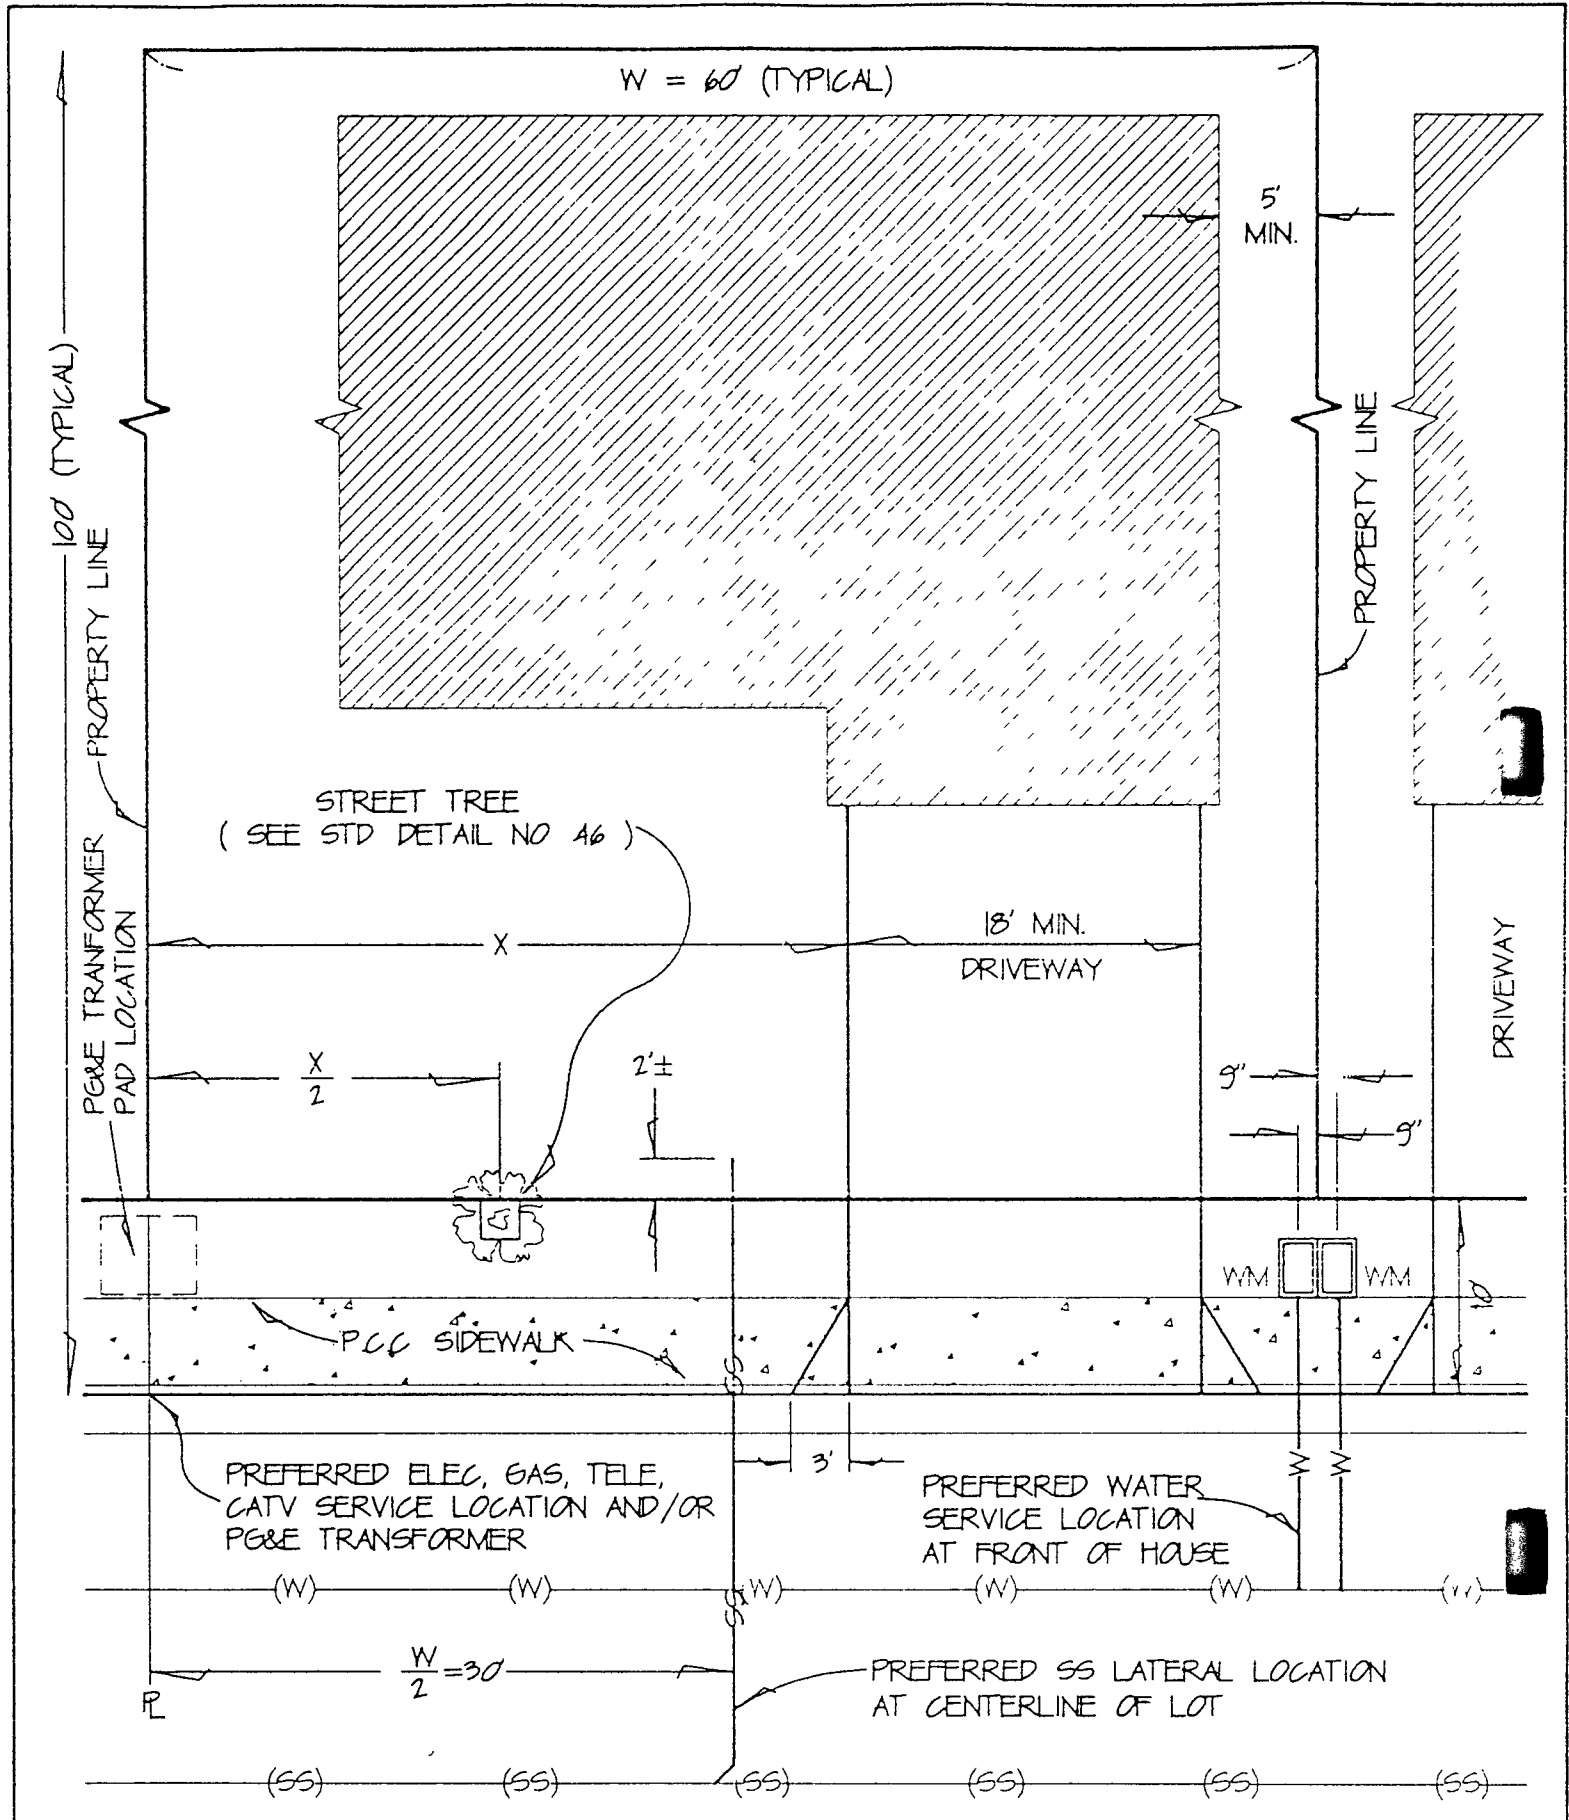 W = 60' (TYPICAL)
5'
MIN.
100' (TYPICAL)
PROPERTY LINE
PROPERTY LINE
STREET TREE
( SEE STD DETAIL NO 46 )
PG&E TRANFORMER
PAD LOCATION
X
18' MIN.
DRIVEWAY
DRIVEWAY
X
2
2'±
9"
9"
WM
WM
10'
P.C.C SIDEWALK
SS
3'
PREFERRED ELEC, GAS, TELE,
CATV SERVICE LOCATION AND/OR
PG&E TRANSFORMER
PREFERRED WATER
SERVICE LOCATION
AT FRONT OF HOUSE
W
W
(W) (W) (W) (W) (W) (W)
SS
W
2 =30'
PREFERRED SS LATERAL LOCATION
AT CENTERLINE OF LOT
PL
(SS) (SS) (SS) (SS) (SS) (SS)